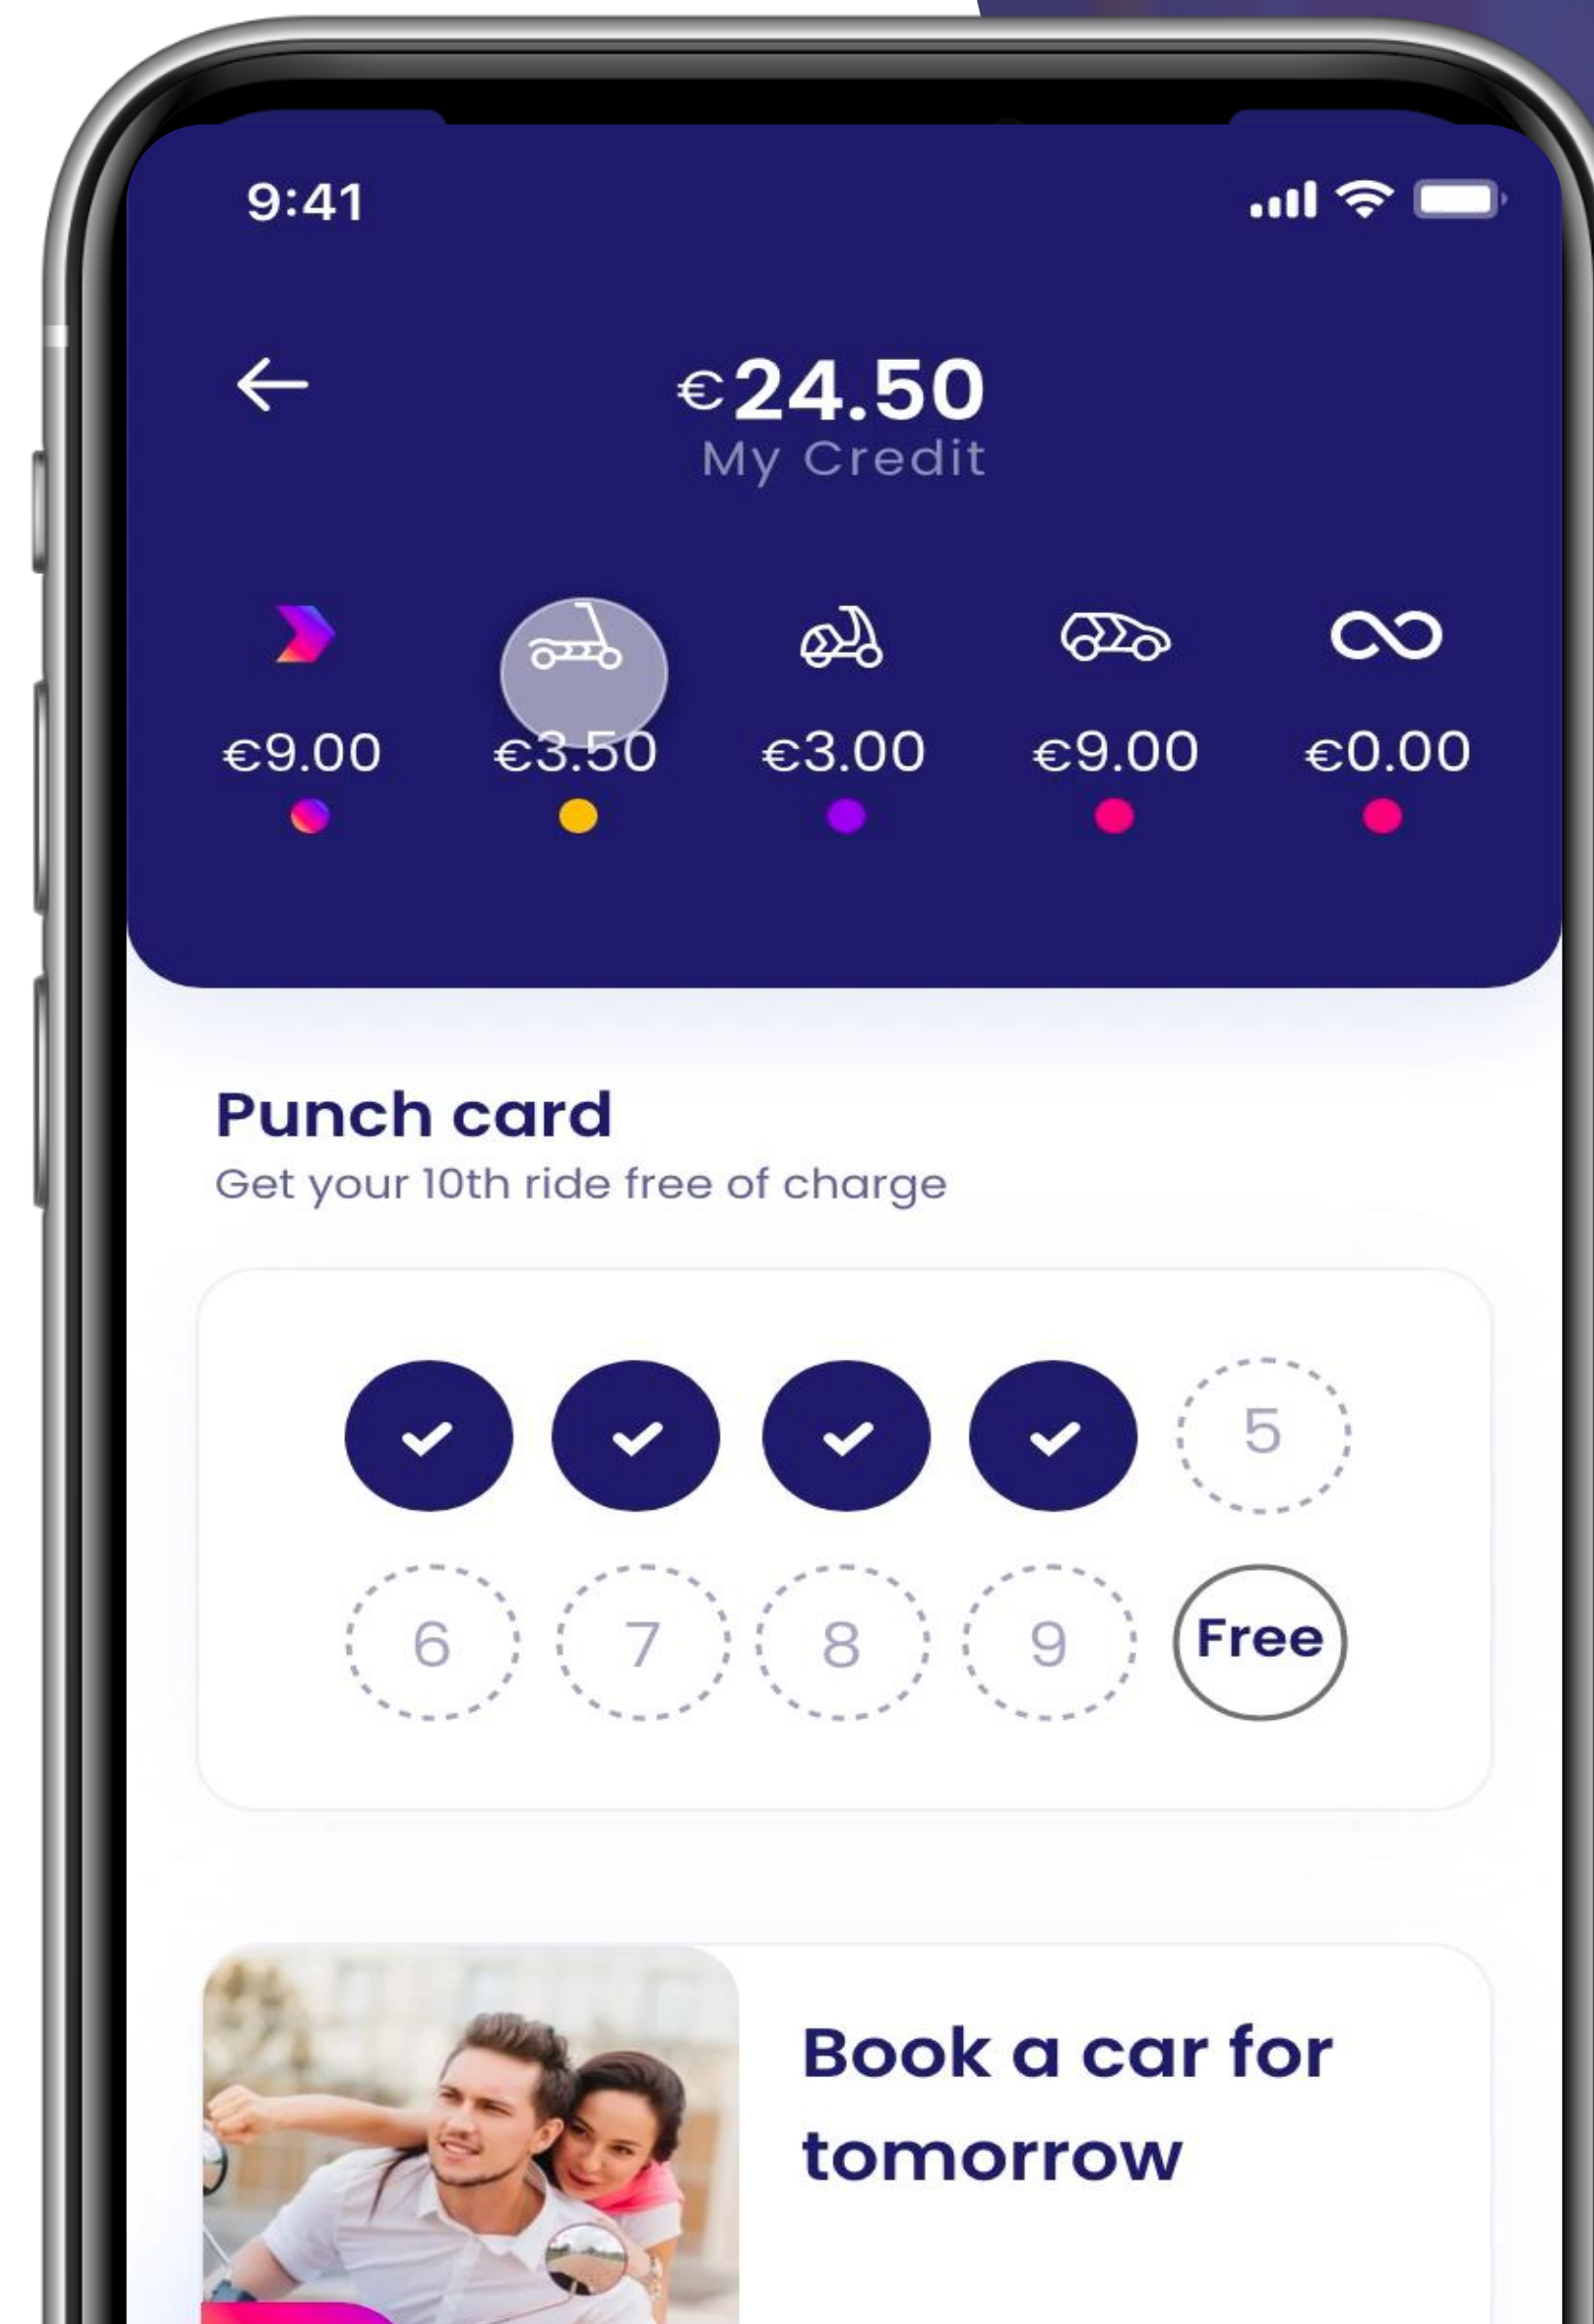 9:41
€24.50
My Credit
€9.00 €3.50 €3.00 €9.00 €0.00
Punch card
Get your 10th ride free of charge
5
6 7 8 9 Free
Book a car for
tomorrow